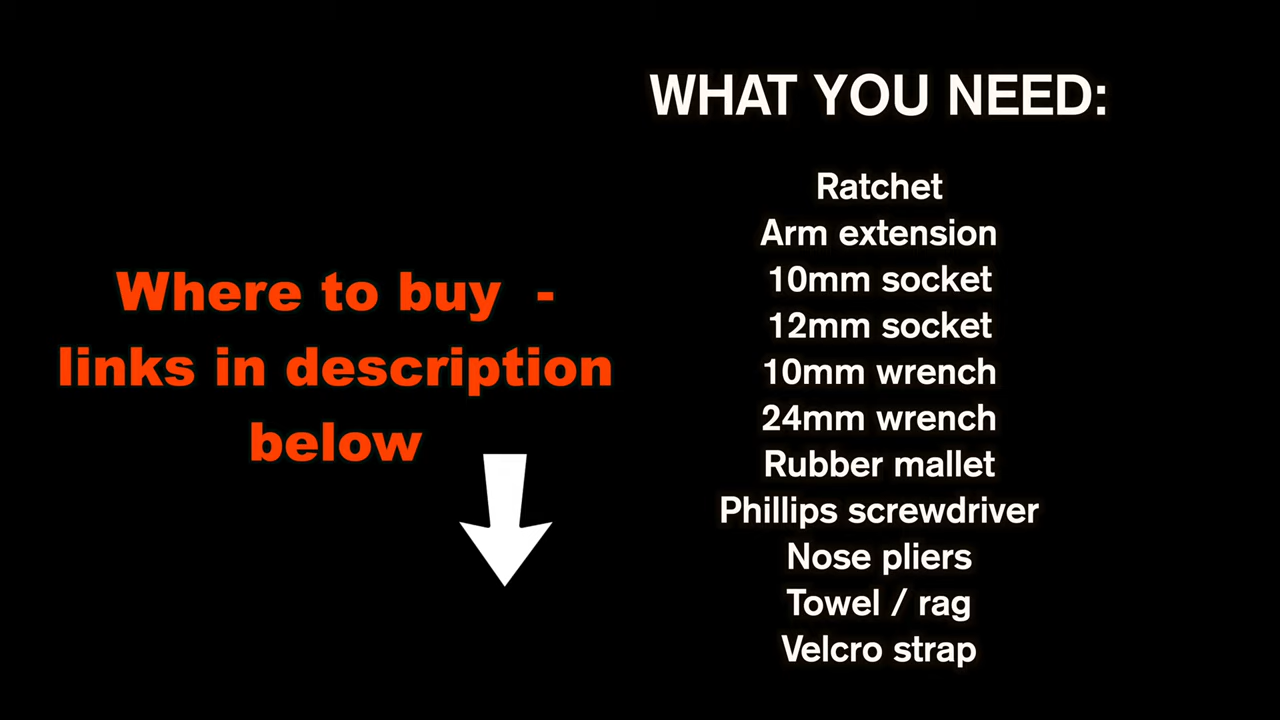 WHAT YOU NEED:
Ratchet
Arm extension
10mm socket
12mm socket
10mm wrench
24mm wrench
Rubber mallet
Phillips screwdriver
Nose pliers
Towel / rag
Velcro strap
Where to buy -
links in description
below